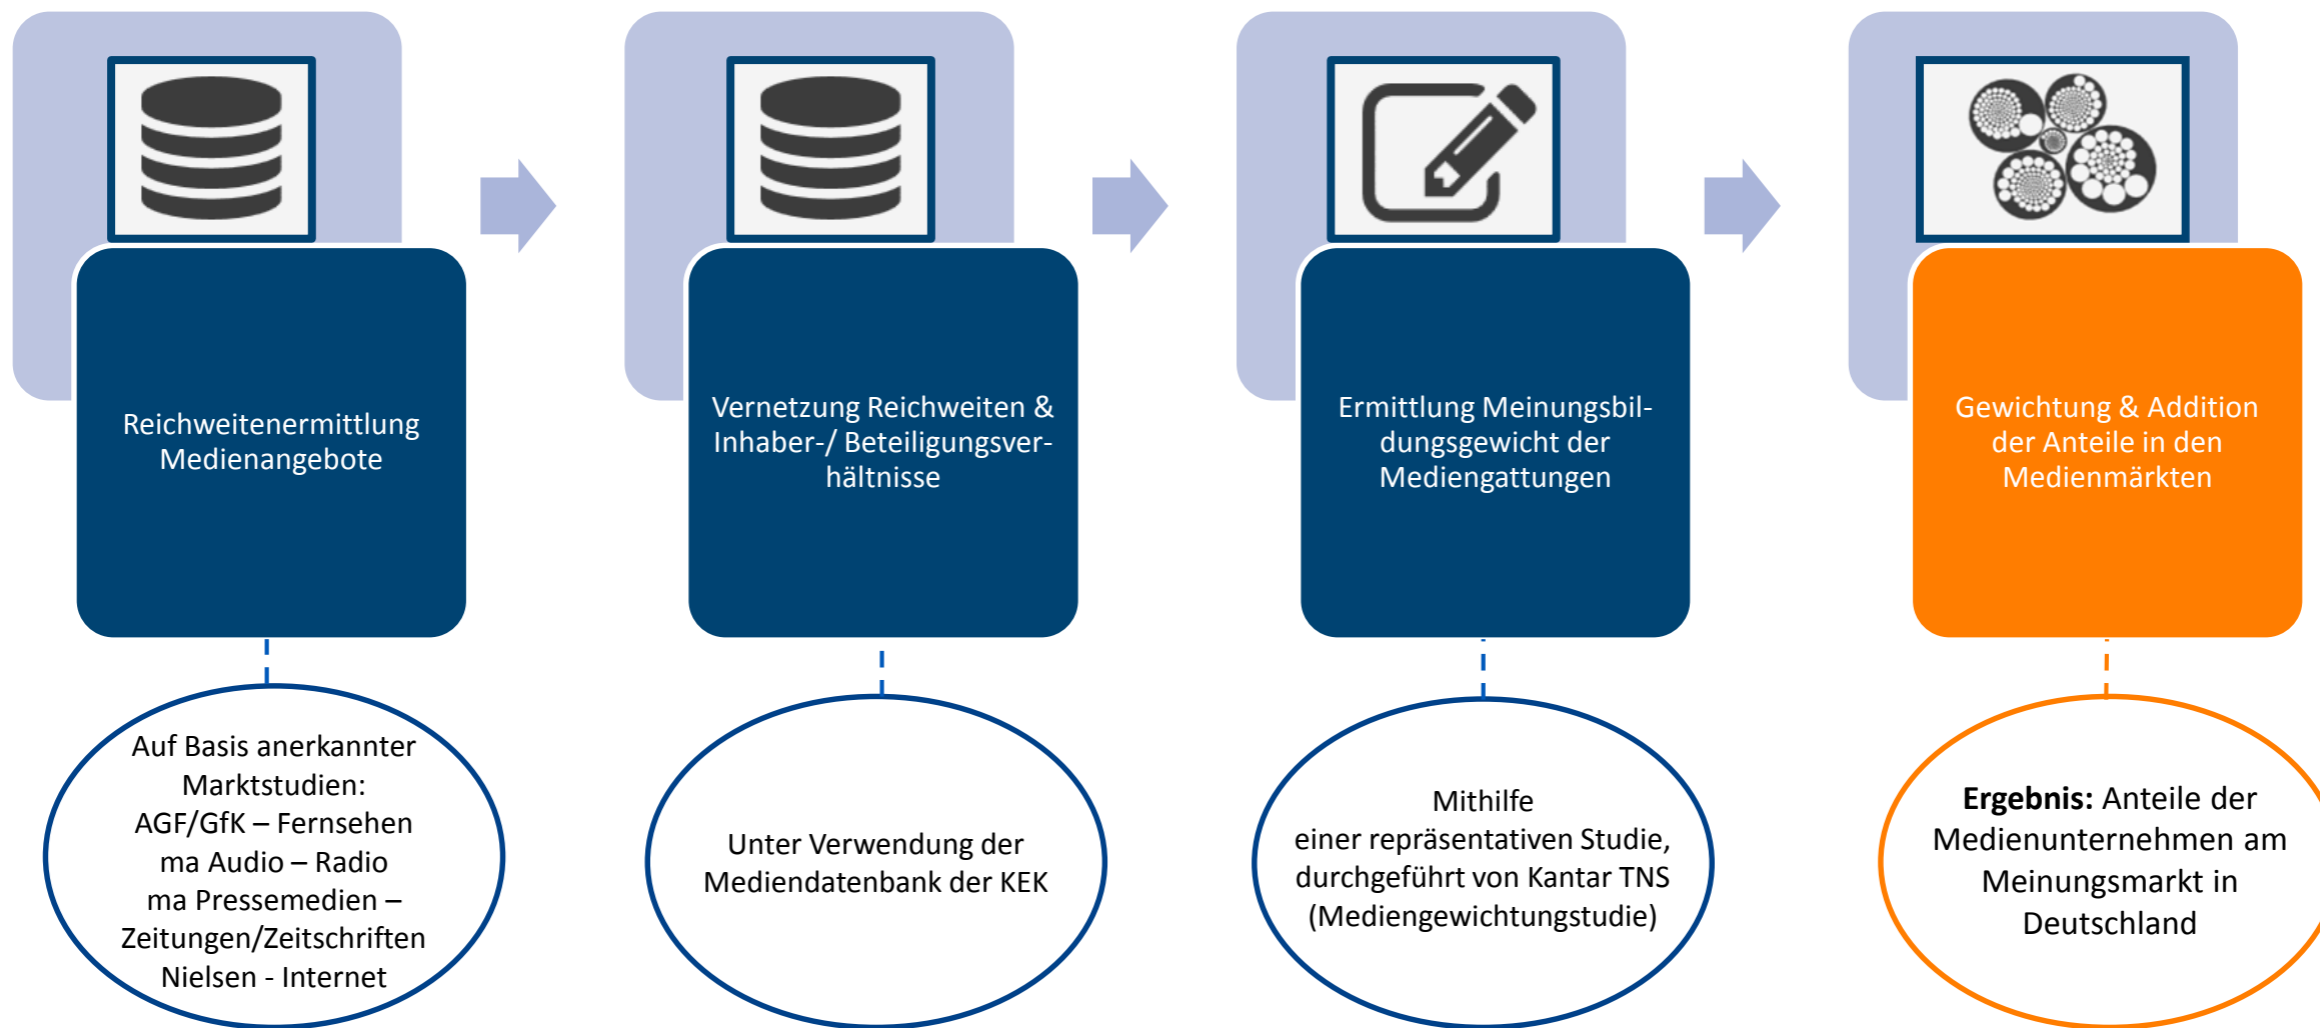 Reichweitenermittlung
Medienangebote
Vernetzung Reichweiten &
Inhaber-/ Beteiligungsver-
hältnisse
Ermittlung Meinungsbil-
dungsgewicht der
Mediengattungen
Gewichtung & Addition
der Anteile in den
Medienmärkten
Auf Basis anerkannter
Marktstudien:
AGF/GfK – Fernsehen
ma Audio – Radio
ma Pressemedien –
Zeitungen/Zeitschriften
Nielsen - Internet
Unter Verwendung der
Mediendatenbank der KEK
Mithilfe
einer repräsentativen Studie,
durchgeführt von Kantar TNS
(Mediengewichtungstudie)
Ergebnis: Anteile der
Medienunternehmen am
Meinungsmarkt in
Deutschland